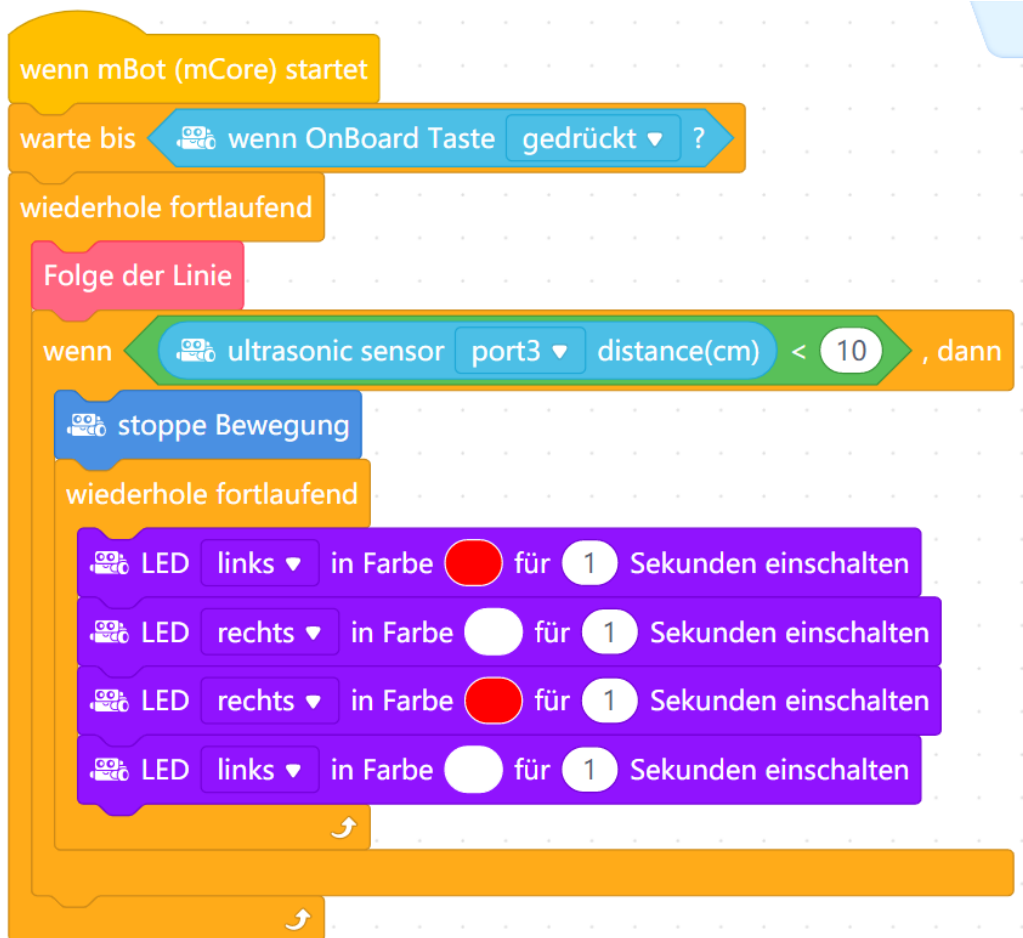 wenn mBot (mCore) startet
warte bis wenn OnBoard Taste gedrückt ?
wiederhole fortlaufend
Folge der Linie
wenn ultrasonic sensor port3 distance(cm) < 10 , dann
stoppe Bewegung
wiederhole fortlaufend
LED links in Farbe für 1 Sekunden einschalten
LED rechts in Farbe für 1 Sekunden einschalten
LED rechts in Farbe für 1 Sekunden einschalten
LED links in Farbe für 1 Sekunden einschalten